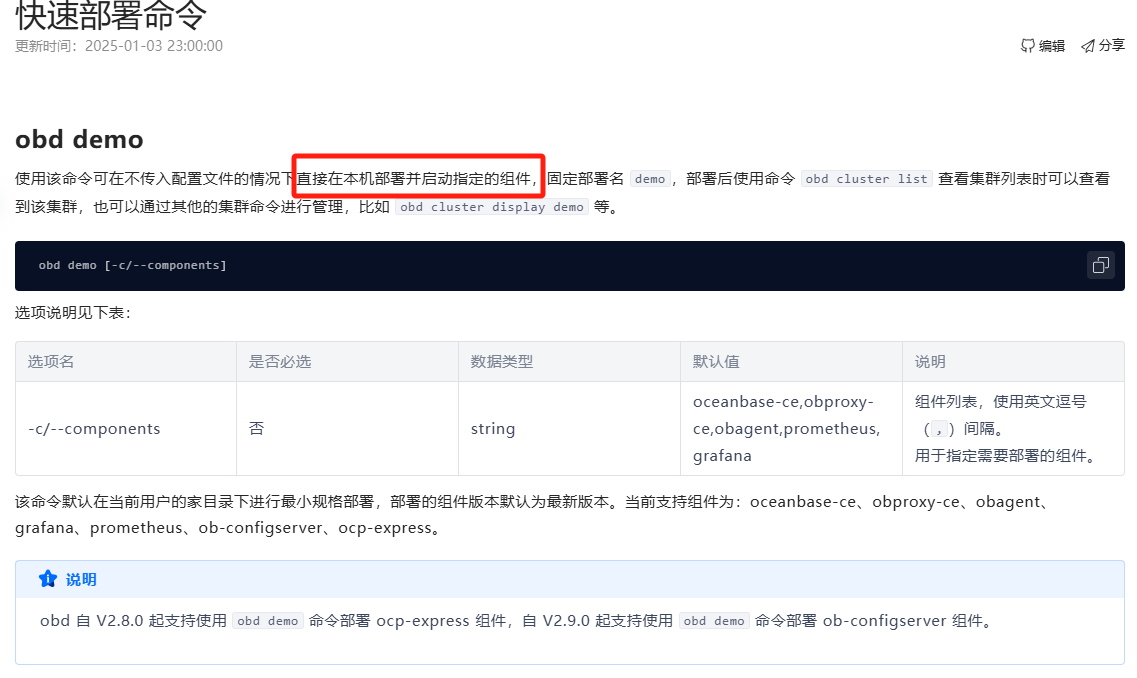 快速部署命令
更新时间：2025-01-03 23:00:00
编辑 分享
obd demo
使用该命令可在不传入配置文件的情况下直接在本机部署并启动指定的组件，固定部署名 demo，部署后使用命令 obd cluster list 查看集群列表时可以查看
到该集群，也可以通过其他的集群命令进行管理，比如 obd cluster display demo 等。
obd demo [-c/--components]
选项说明见下表：
选项名 是否必选 数据类型 默认值 说明
-c/--components 否 string oceanbase-ce,obproxy-
ce,obagent,prometheus,
grafana
组件列表，使用英文逗号
（,）间隔。
用于指定需要部署的组件。
该命令默认在当前用户的家目录下进行最小规格部署，部署的组件版本默认为最新版本。当前支持组件为：oceanbase-ce、obproxy-ce、obagent、
grafana、prometheus、ob-configserver、ocp-express。
说明
obd 自 V2.8.0 起支持使用 obd demo 命令部署 ocp-express 组件，自 V2.9.0 起支持使用 obd demo 命令部署 ob-configserver 组件。